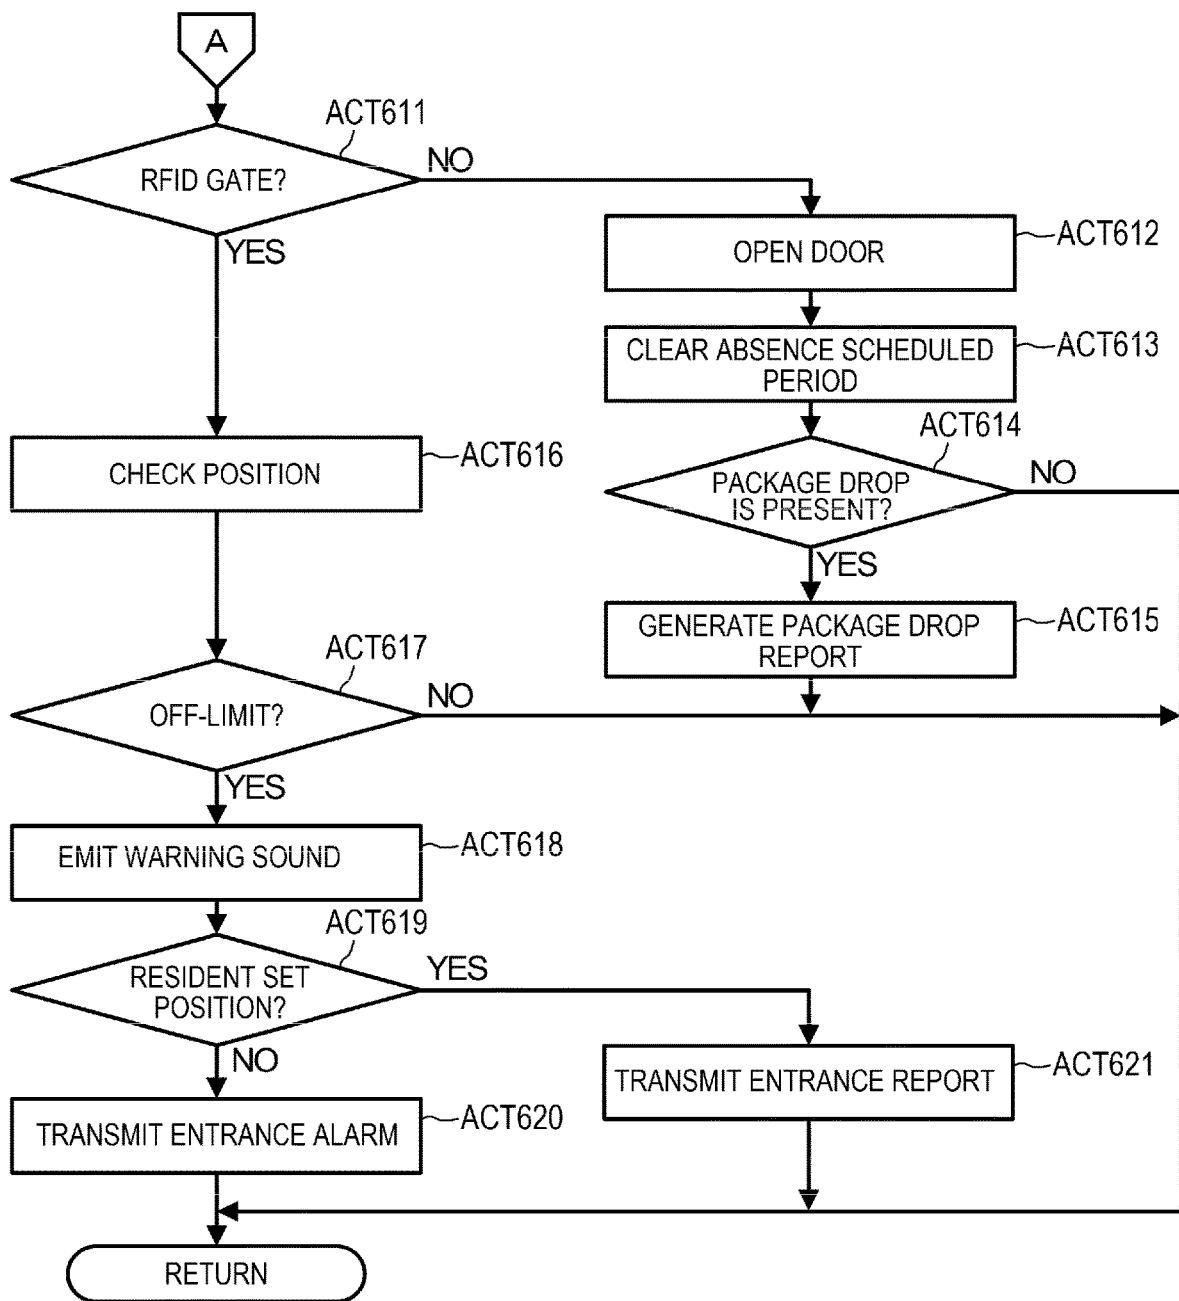 A
ACT611
RFID GATE?
NO
YES
OPEN DOOR
ACT612
CLEAR ABSENCE SCHEDULED
PERIOD
ACT613
ACT614
PACKAGE DROP
IS PRESENT?
NO
YES
CHECK POSITION
ACT616
GENERATE PACKAGE DROP
REPORT
ACT615
ACT617
OFF-LIMIT?
NO
YES
EMIT WARNING SOUND
ACT618
ACT619
RESIDENT SET
POSITION?
YES
NO
TRANSMIT ENTRANCE REPORT
ACT621
TRANSMIT ENTRANCE ALARM
ACT620
RETURN